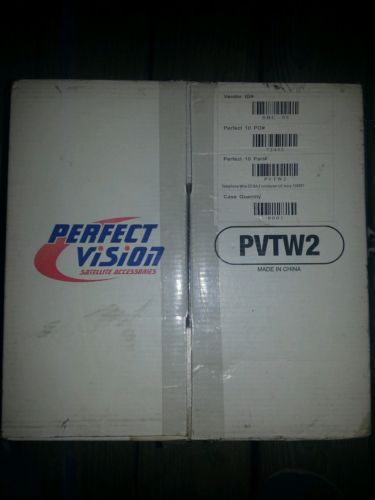 PERFECT
ViSiON
SATELLITE ACCESSORIES
Vendor ID#
Perfect 10 PO#
Perfect 10 Part#
PVTW2
Case Quantity
0001
PVTW2
MADE IN CHINA